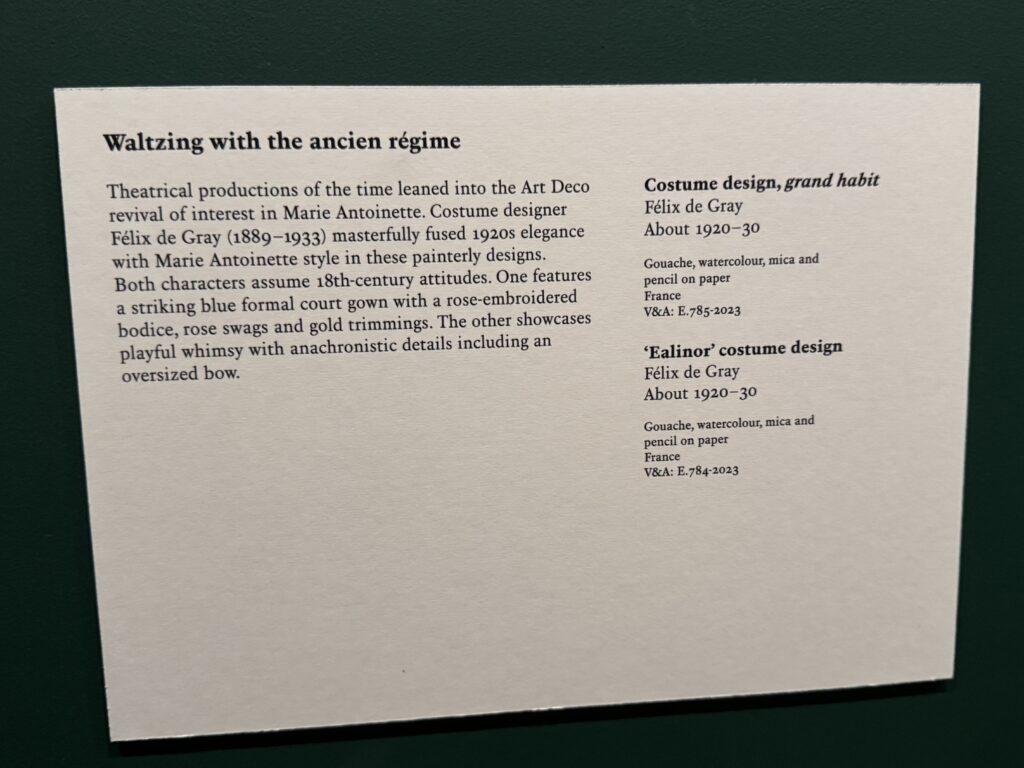 Waltzing with the ancien régime
Theatrical productions of the time leaned into the Art Deco
revival of interest in Marie Antoinette. Costume designer
Félix de Gray (1889–1933) masterfully fused 1920s elegance
with Marie Antoinette style in these painterly designs.
Both characters assume 18th-century attitudes. One features
a striking blue formal court gown with a rose-embroidered
bodice, rose swags and gold trimmings. The other showcases
playful whimsy with anachronistic details including an
oversized bow.
Costume design, grand habit
Félix de Gray
About 1920–30
Gouache, watercolour, mica and
pencil on paper
France
V&A: E.785-2023
‘Ealinor’ costume design
Félix de Gray
About 1920–30
Gouache, watercolour, mica and
pencil on paper
France
V&A: E.784-2023